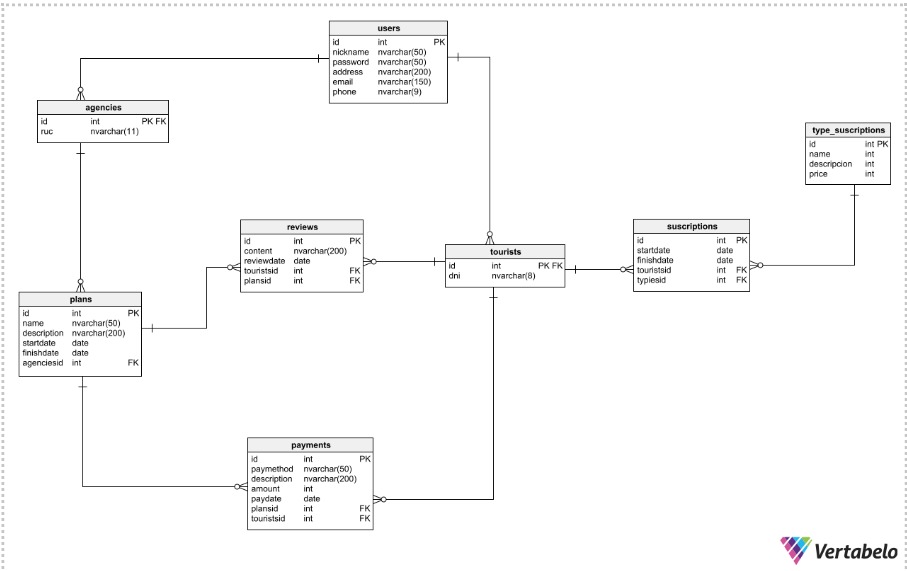 users
id int PK
nickname nvarchar(50)
password nvarchar(50)
address nvarchar(200)
email nvarchar(150)
phone nvarchar(9)
agencies
id int PK FK
ruc nvarchar(11)
type_suscriptions
id int PK
name int
descripcion int
price int
reviews
id int PK
content nvarchar(200)
reviewdate date
touristsid int FK
plansid int FK
tourists
id int PK FK
dni nvarchar(8)
suscriptions
id int PK
startdate date
finishdate date
touristsid int FK
typiesid int FK
plans
id int PK
name nvarchar(50)
description nvarchar(200)
startdate date
finishdate date
agenciesid int FK
payments
id int PK
paymethod nvarchar(50)
description nvarchar(200)
amount int
paydate date
plansid int FK
touristsid int FK
Vertabelo